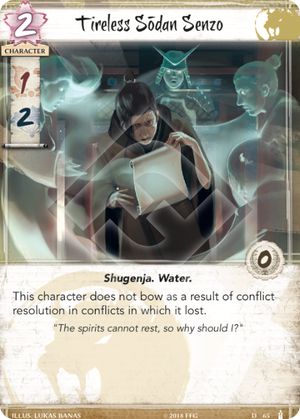 2
Tireless Sōdan Senzo
CHARACTER
1
2
0
Shugenja. Water.
This character does not bow as a result of conflict
resolution in conflicts in which it lost.
"The spirits cannot rest, so why should I?"
ILLUS. LUKAS BANAS
© 2018 FFG
D 65